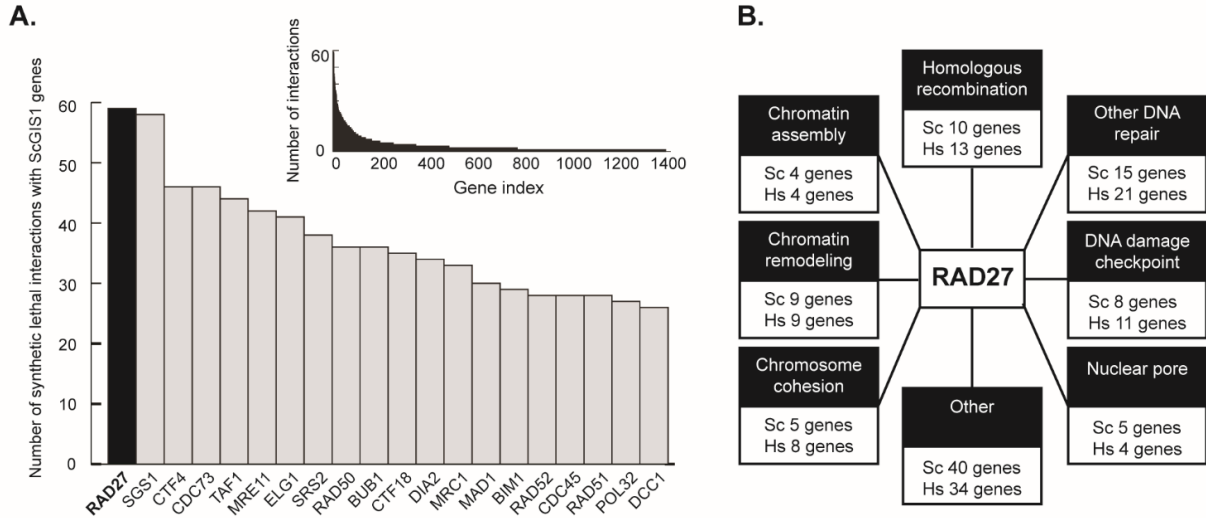 A.
Number of synthetic lethal interactions with ScGIS1 genes
60
50
40
30
20
10
0
RAD27
SGS1
CTF4
CDC73
TAF1
MRE11
ELG1
SRS2
RAD50
BUB1
CTF18
DIA2
MRC1
MAD1
BIM1
RAD52
CDC45
RAD51
POL32
DCC1
Number of interactions
60
40
20
0
0
200
400
600
800
1000
1200
1400
Gene index
B.
Homologous
recombination
Sc 10 genes
Hs 13 genes
Chromatin
assembly
Sc 4 genes
Hs 4 genes
Other DNA
repair
Sc 15 genes
Hs 21 genes
Chromatin
remodeling
Sc 9 genes
Hs 9 genes
RAD27
DNA damage
checkpoint
Sc 8 genes
Hs 11 genes
Chromosome
cohesion
Sc 5 genes
Hs 8 genes
Other
Sc 40 genes
Hs 34 genes
Nuclear pore
Sc 5 genes
Hs 4 genes